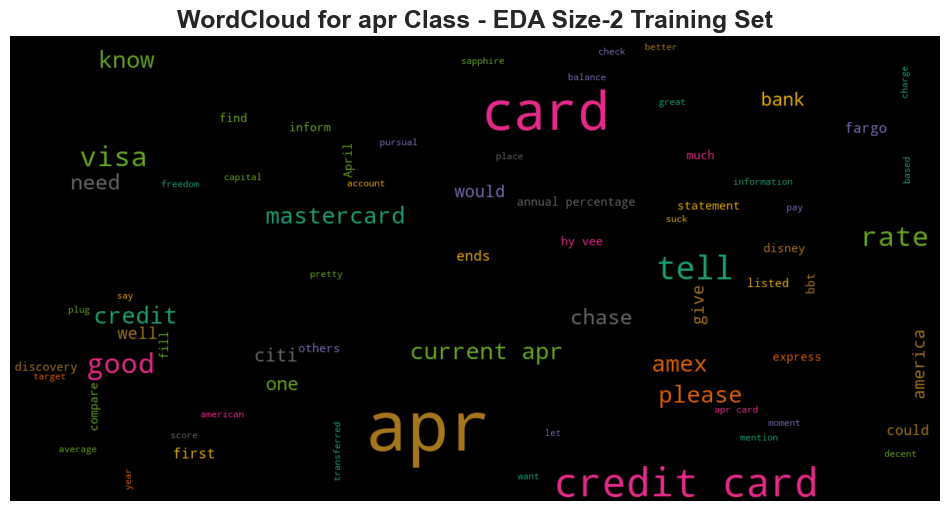 WordCloud for apr Class - EDA Size-2 Training Set
better
check
know
sapphire
balance
charge
card
great
bank
find
inform
fargo
pursual
April
visa
place
much
based
need
freedom
capital
account
would
information
annual percentage
statement
pay
mastercard
suck
rate
hy vee
disney
ends
tell
pretty
listed
bbt
say
give
plug
credit
chase
well
fill
others
citi
current apr
express
america
good
discovery
amex
target
one
please
compare
apr card
american
apr
moment
transferred
score
let
mention
could
average
first
decent
year
want
credit card